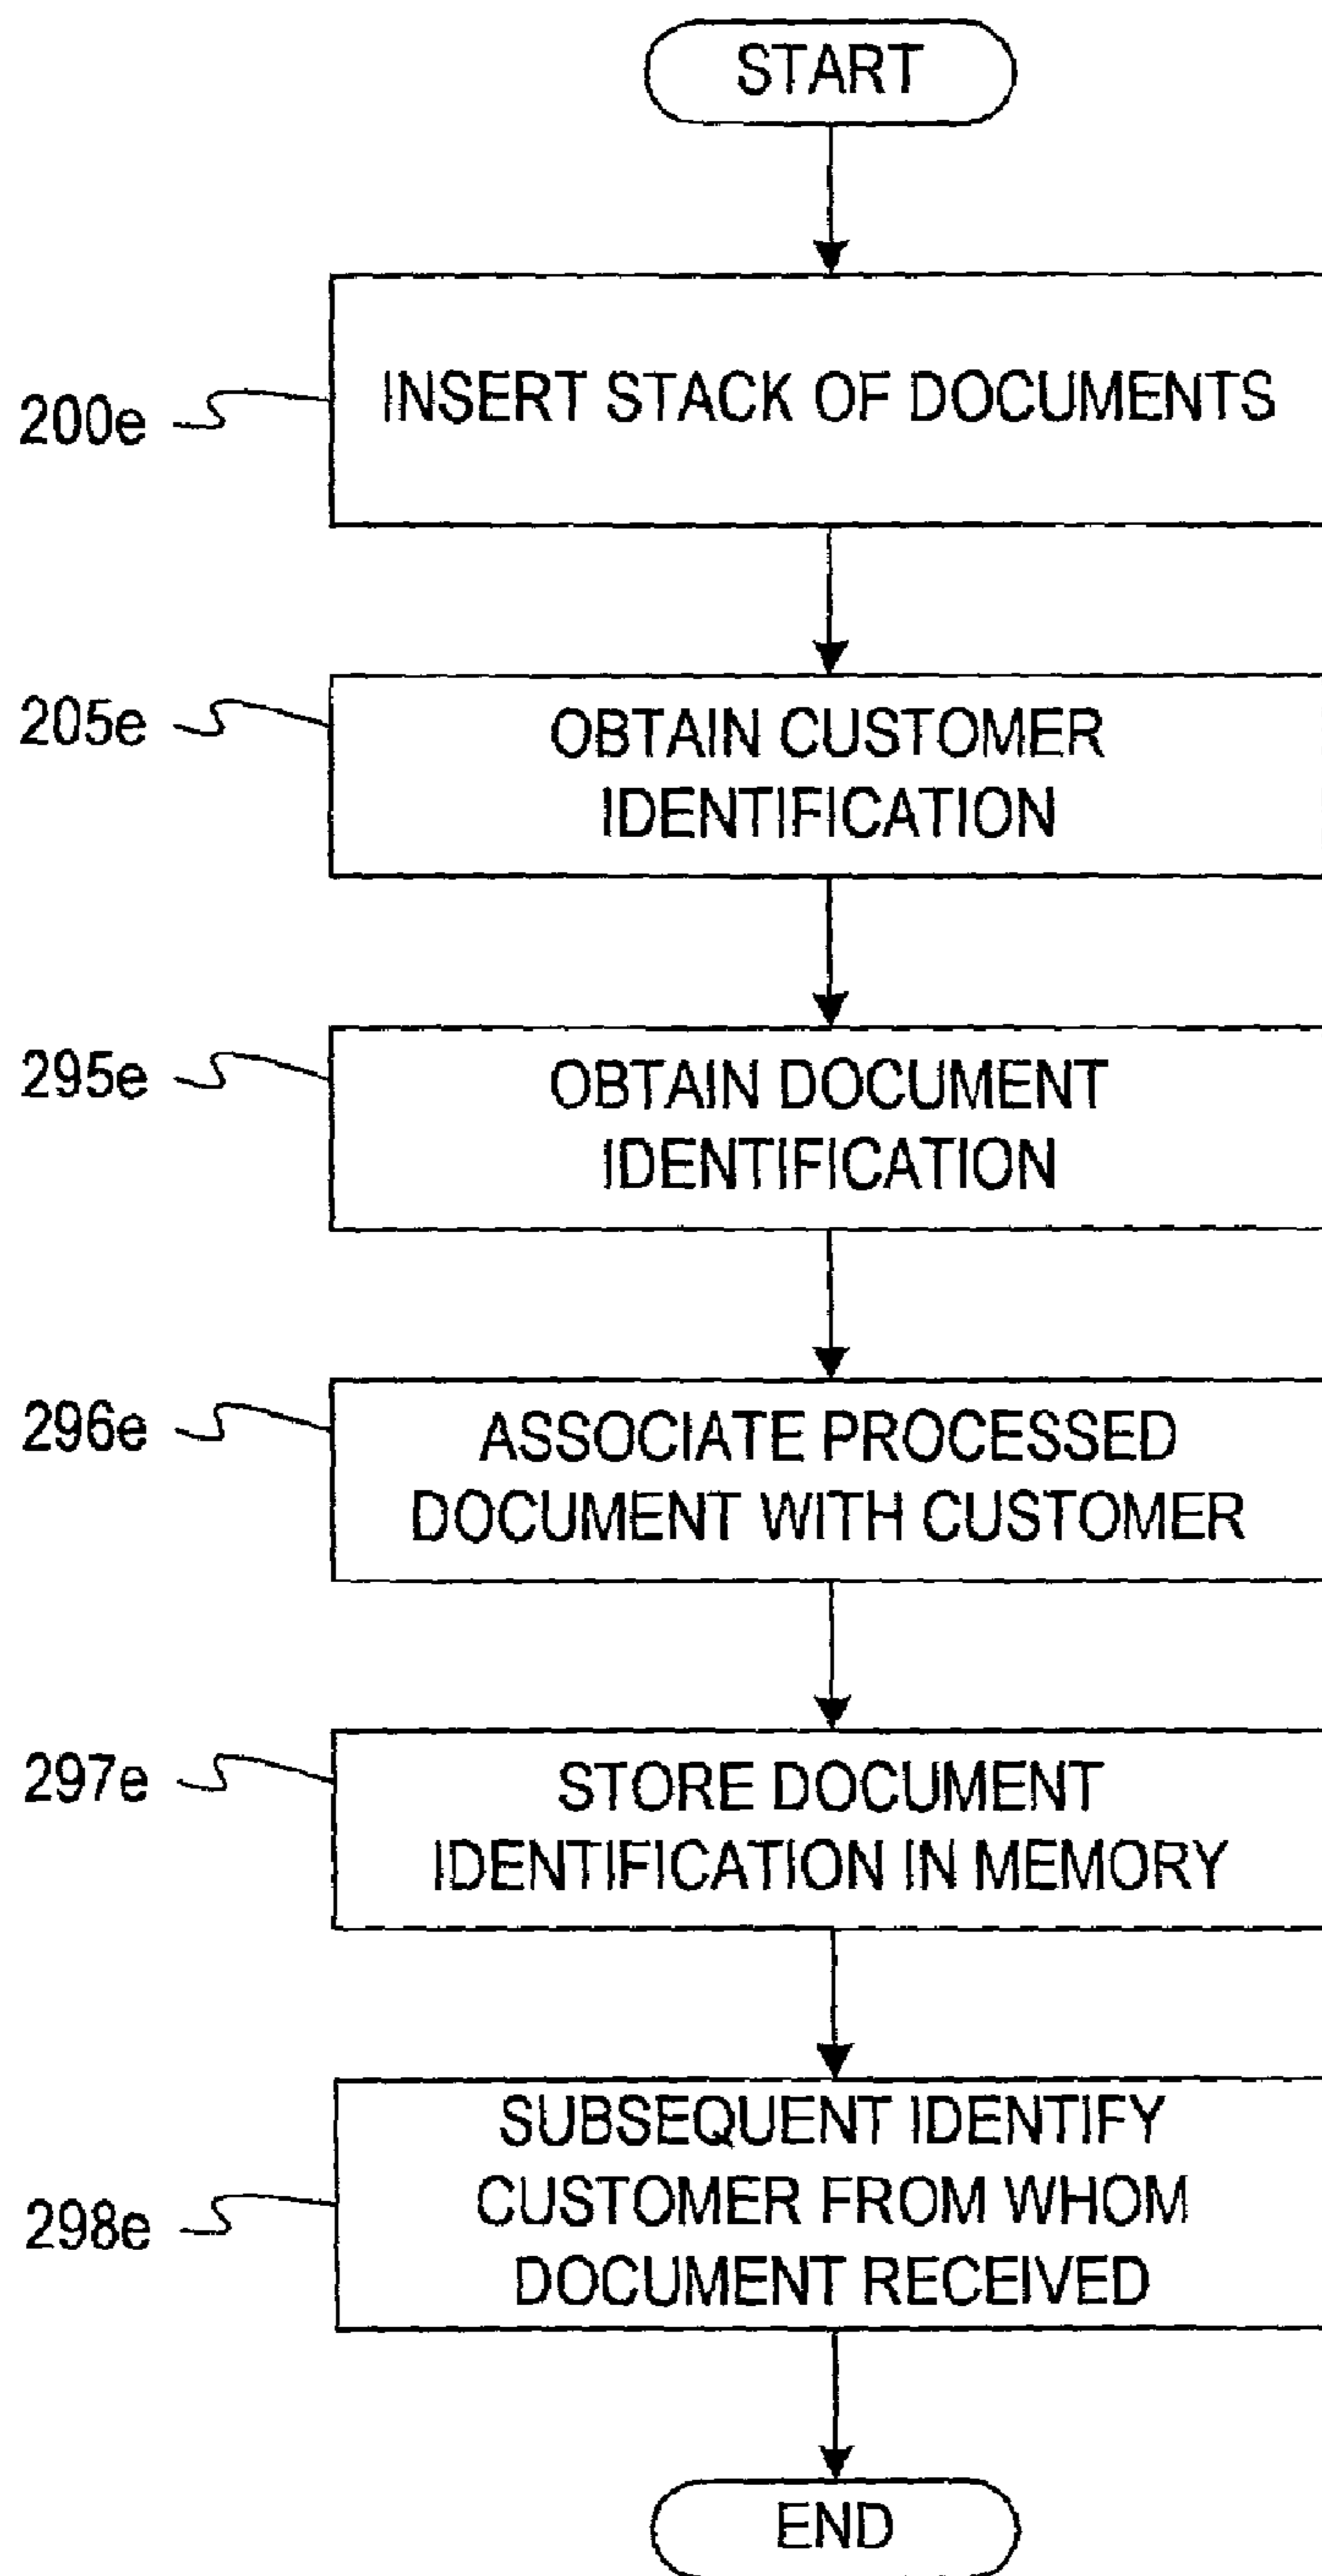 START
200e
INSERT STACK OF DOCUMENTS
205e
OBTAIN CUSTOMER
IDENTIFICATION
295e
OBTAIN DOCUMENT
IDENTIFICATION
296e
ASSOCIATE PROCESSED
DOCUMENT WITH CUSTOMER
297e
STORE DOCUMENT
IDENTIFICATION IN MEMORY
298e
SUBSEQUENT IDENTIFY
CUSTOMER FROM WHOM
DOCUMENT RECEIVED
END